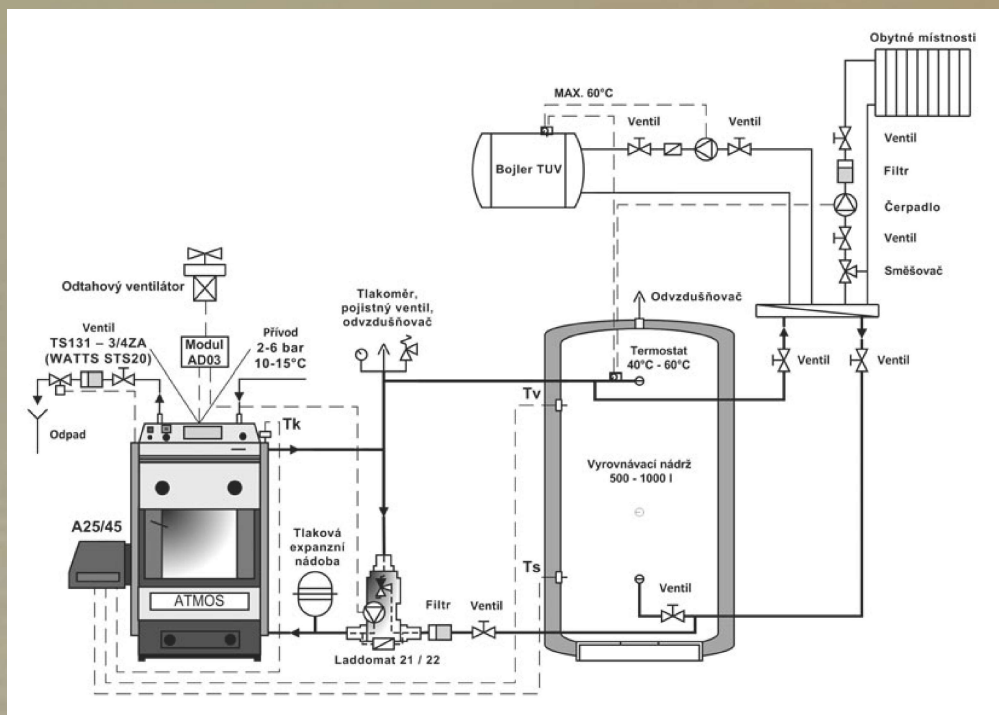 Obytné místnosti
MAX. 60°C
Ventil
Ventil
Bojler TUV
Ventil
Filtr
Čerpadlo
Ventil
Směšovač
Odtahový ventilátor
Ventil
TS131 – 3/4ZA
(WATTS STS20)
Modul
AD03
Přívod
2-6 bar
10-15°C
Tlakoměr,
pojistný ventil,
odvzdušňovač
Odvzdušňovač
Termostat
40°C - 60°C
Ventil
Ventil
Odpad
Tk
Tv
Vyrovnávací nádrž
500 - 1000 l
A25/45
Tlaková
expanzní
nádoba
Ts
Filtr
Ventil
Ventil
ATMOS
Laddomat 21 / 22